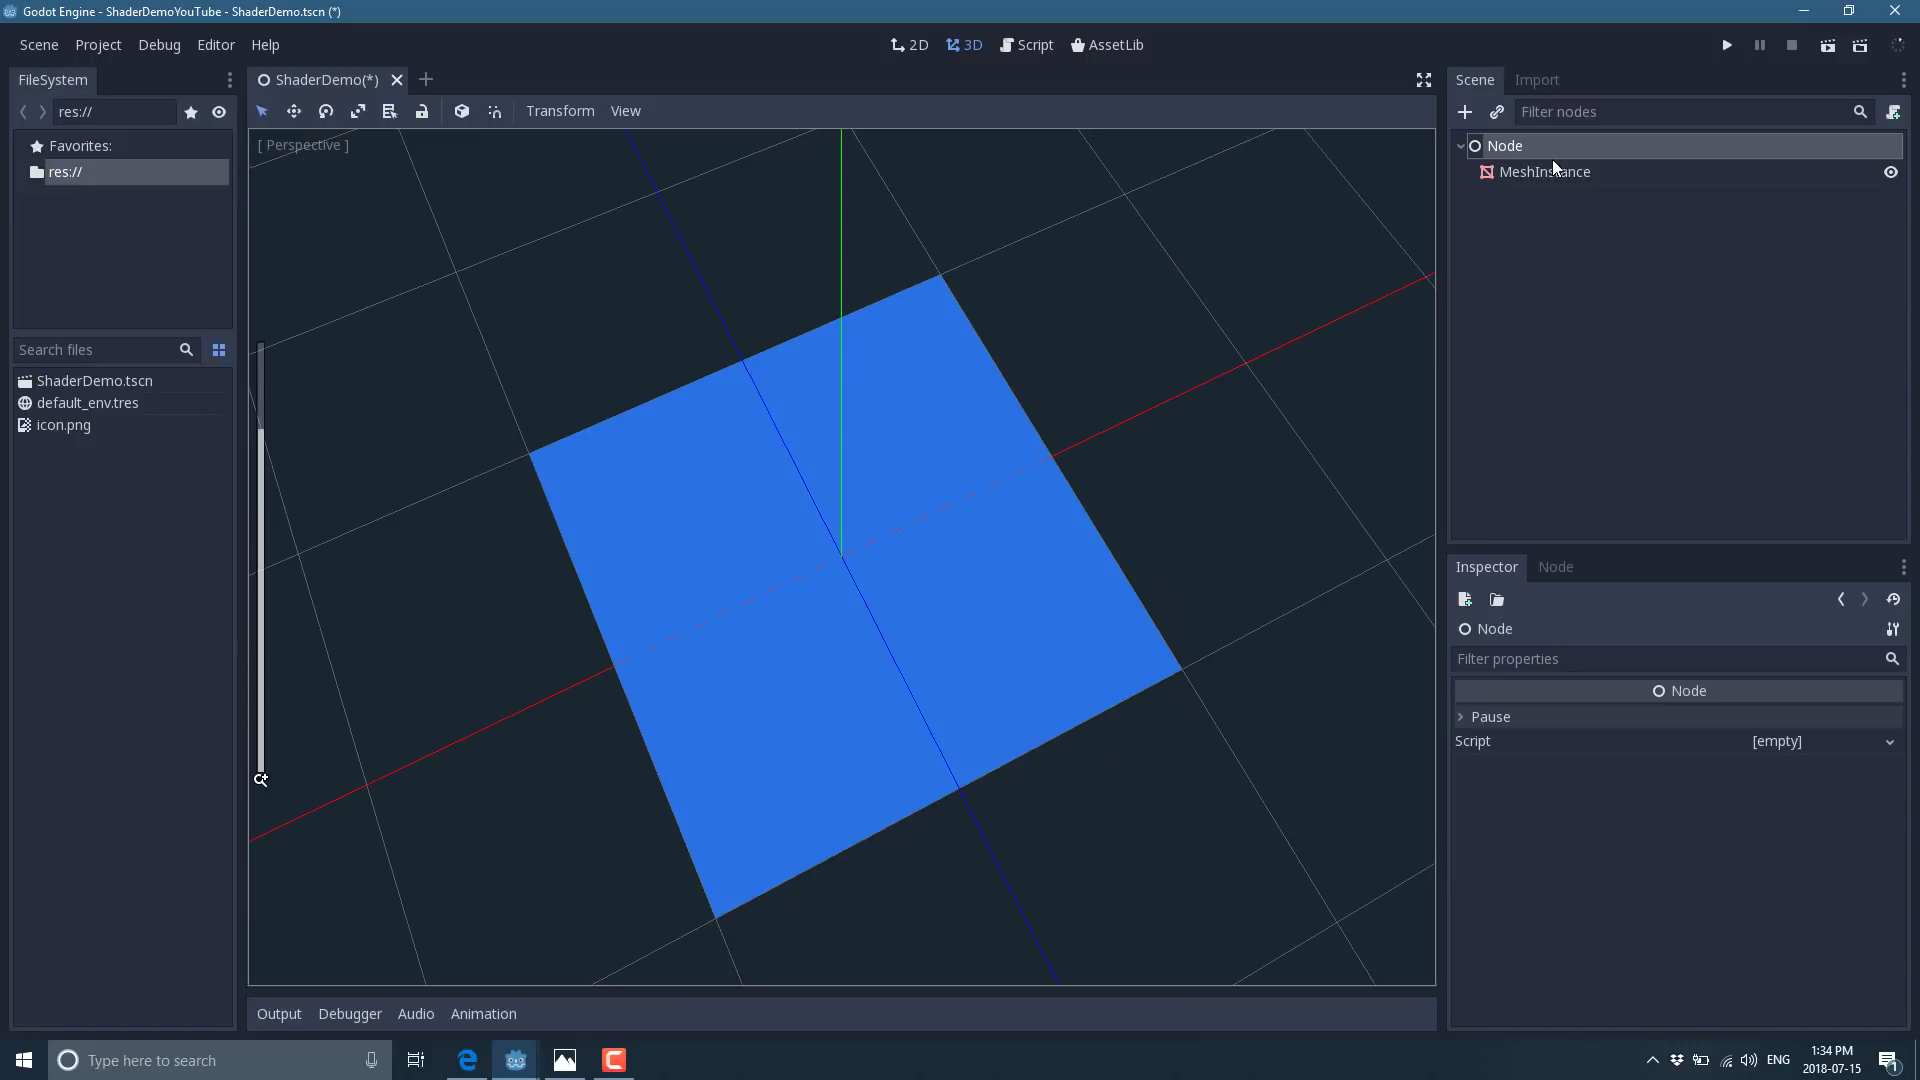 Godot Engine - ShaderDemoYouTube - ShaderDemo.tscn (*)
Scene Project Debug Editor Help
2D 3D Script AssetLib
FileSystem
ShaderDemo(*)
Scene Import
res://
Transform View
Filter nodes
[ Perspective ]
Favorites:
res://
Node
MeshInstance
Search files
ShaderDemo.tscn
default_env.tres
icon.png
Inspector Node
Node
Filter properties
Node
Pause
Script [empty]
Output Debugger Audio Animation
Type here to search
ENG
1:34 PM
2018-07-15
1